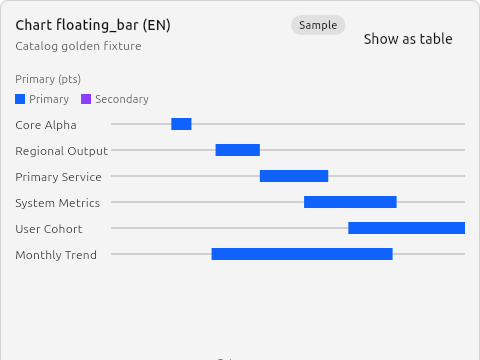 Chart floating_bar (EN)
Sample
Show as table
Catalog golden fixture
Primary (pts)
Primary
Secondary
Core Alpha
Regional Output
Primary Service
System Metrics
User Cohort
Monthly Trend